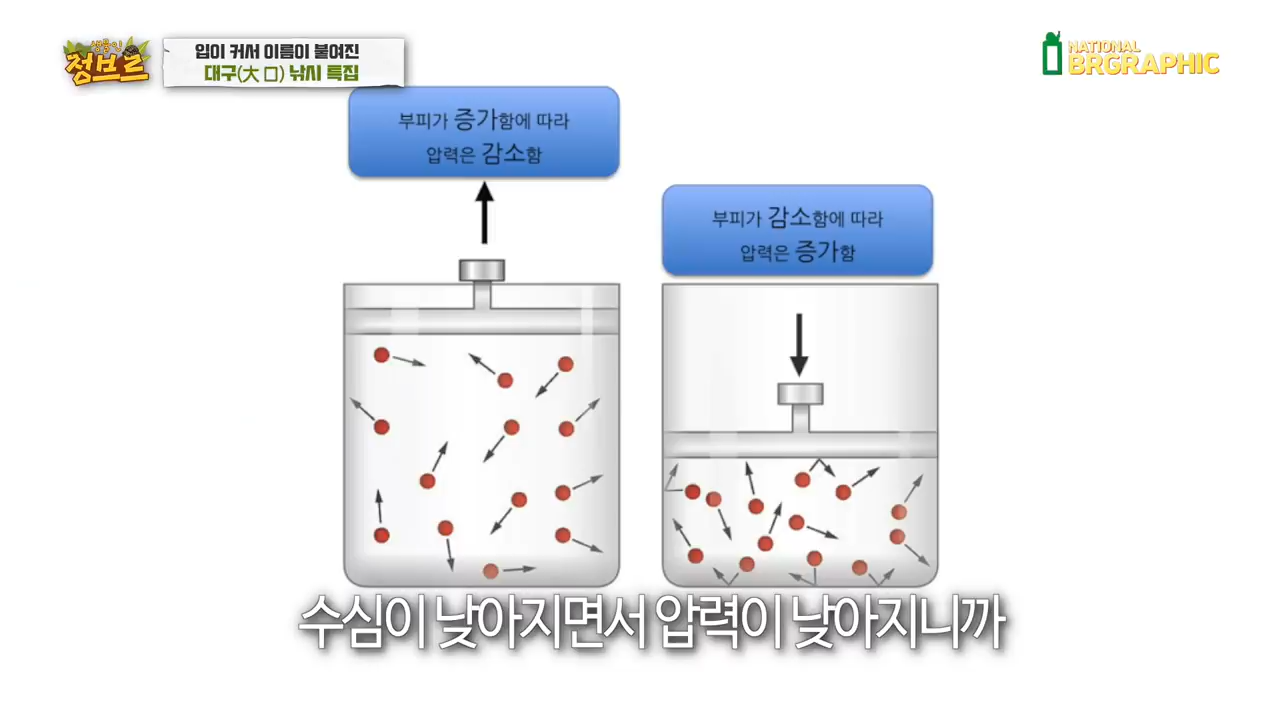 생물인
점브르
입이 커서 이름이 붙여진
대구(大 口) 낚시 특집
NATIONAL
BRGRAPHIC
부피가 증가함에 따라
압력은 감소함
부피가 감소함에 따라
압력은 증가함
수심이 낮아지면서 압력이 낮아지니까